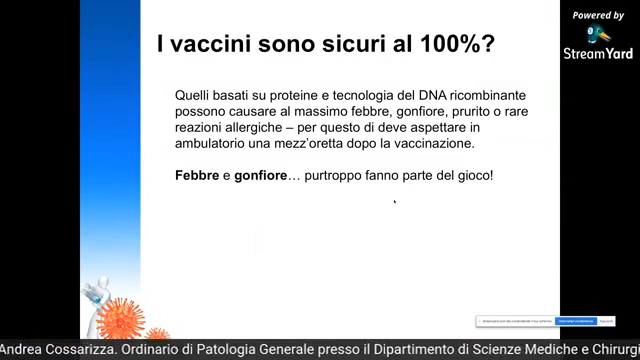 Powered by
StreamYard
I vaccini sono sicuri al 100%?
Quelli basati su proteine e tecnologia del DNA ricombinante
possono causare al massimo febbre, gonfiore, prurito o rare
reazioni allergiche – per questo di deve aspettare in
ambulatorio una mezz'oretta dopo la vaccinazione.
Febbre e gonfiore… purtroppo fanno parte del gioco!
Andrea Cossarizza. Ordinario di Patologia Generale presso il Dipartimento di Scienze Mediche e Chirurgi